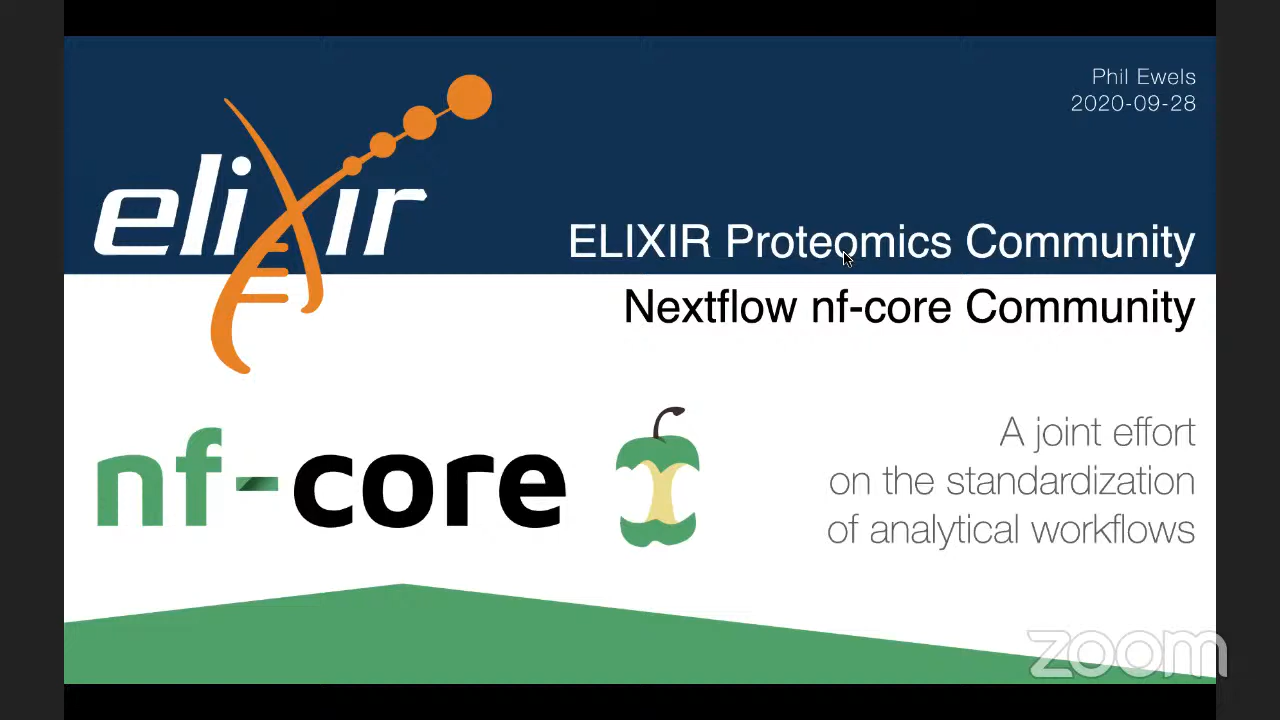 Phil Ewels
2020-09-28
elixir
ELIXIR Proteomics Community
Nextflow nf-core Community
nf-core
A joint effort
on the standardization
of analytical workflows
zoom